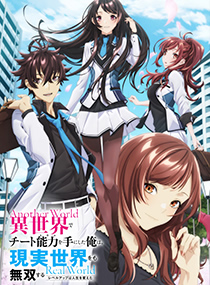 Another World
異世界で
チート能力を手にした俺は、
現実世界をも
Real World
無双する
レベルアップは人生を変えた